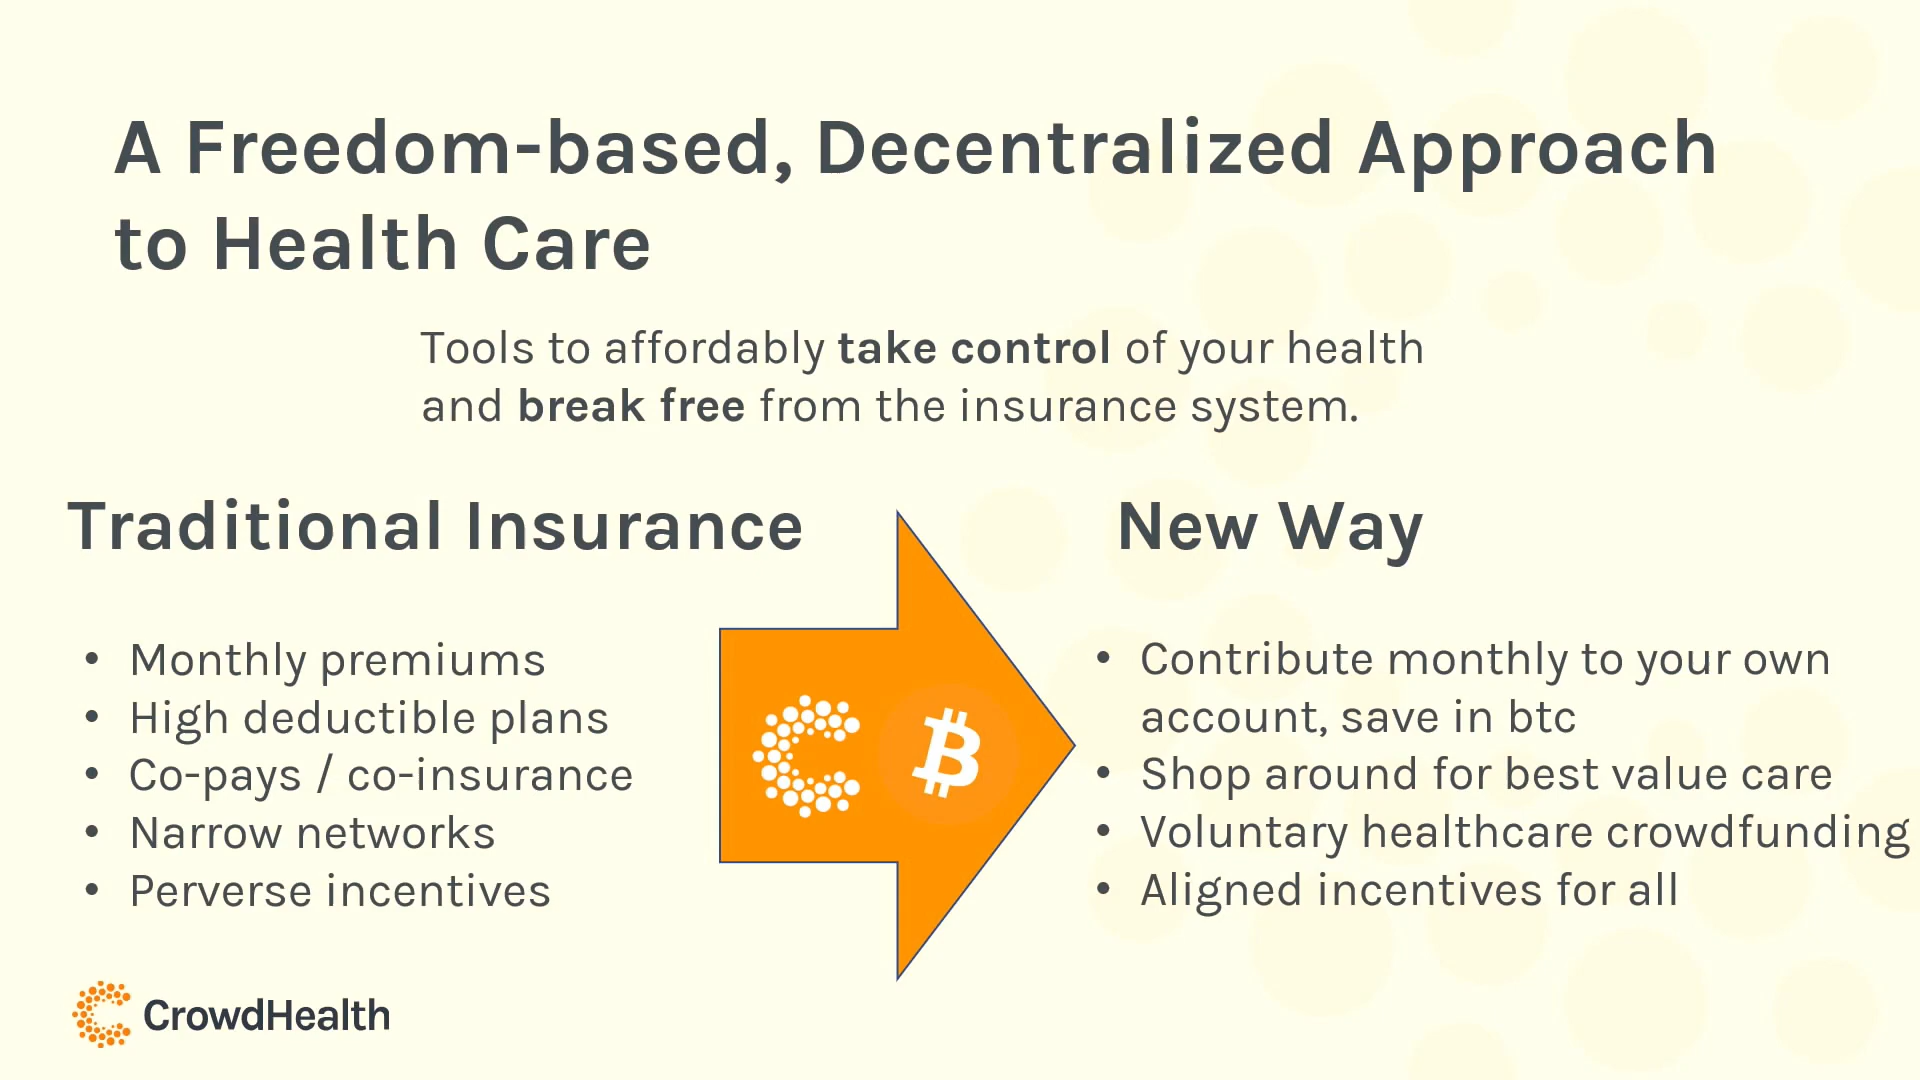 A Freedom-based, Decentralized Approach
to Health Care
Tools to affordably take control of your health
and break free from the insurance system.
Traditional Insurance
• Monthly premiums
• High deductible plans
• Co-pays / co-insurance
• Narrow networks
• Perverse incentives
New Way
• Contribute monthly to your own
account, save in btc
• Shop around for best value care
• Voluntary healthcare crowdfunding
• Aligned incentives for all
CrowdHealth